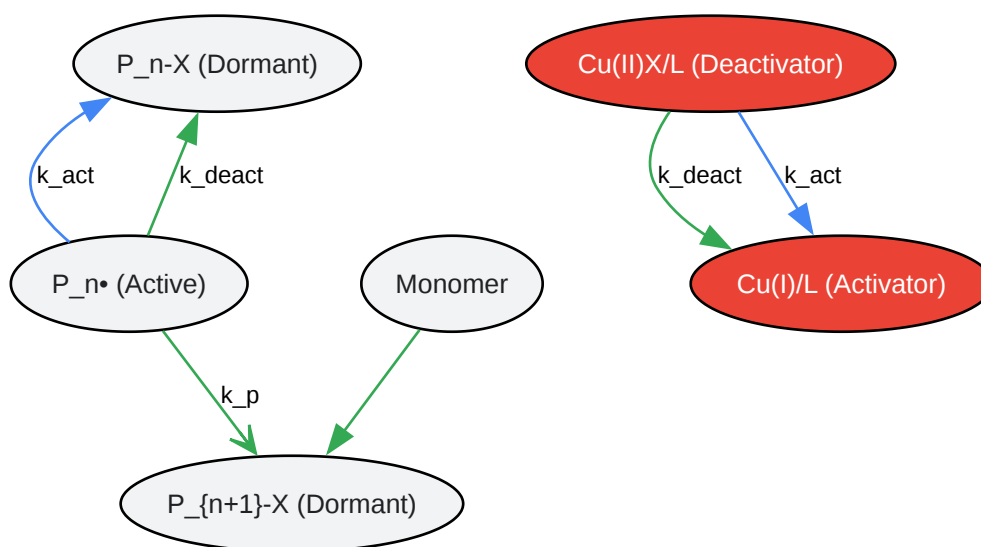 P_n-X (Dormant)
Cu(II)X/L (Deactivator)
k_act
k_deact
k_deact
k_act
P_n• (Active)
Monomer
Cu(I)/L (Activator)
k_p
P_{n+1}-X (Dormant)